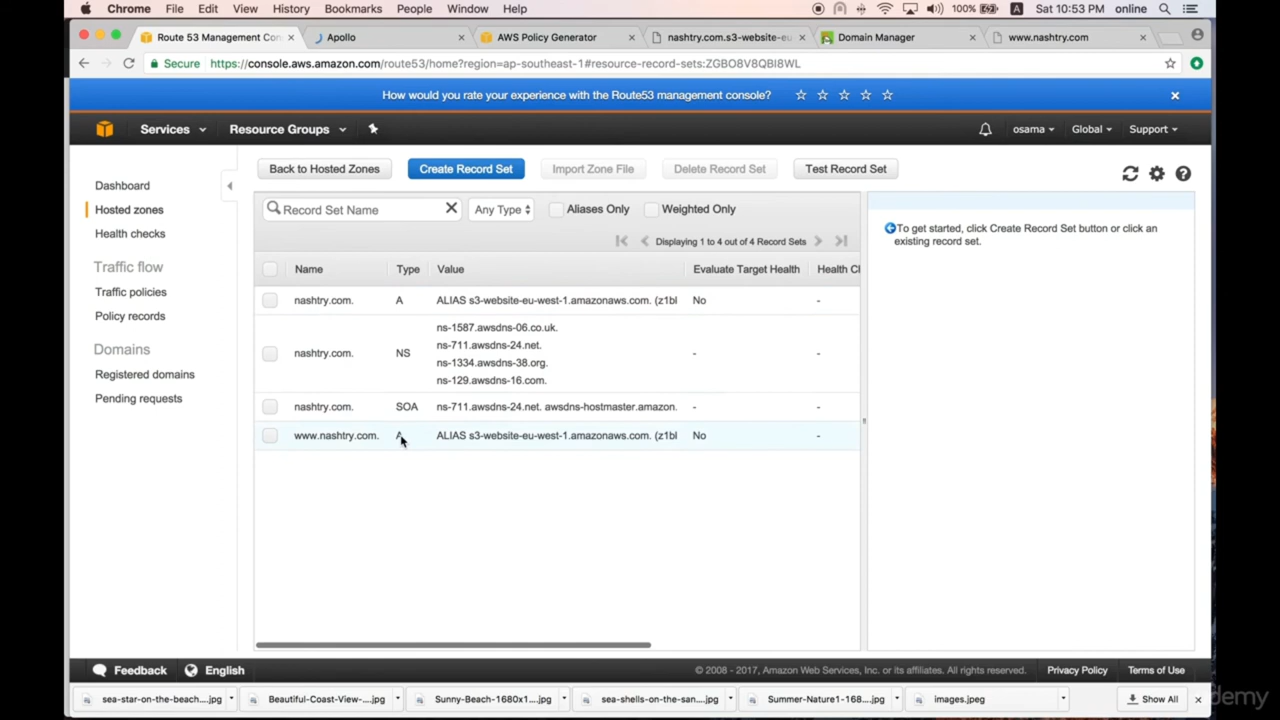 Chrome File Edit View History Bookmarks People Window Help 100% A Sat 10:53 PM online
Route 53 Management Con Apollo AWS Policy Generator nashtry.com.s3-website-eu- Domain Manager www.nashtry.com
Secure https://console.aws.amazon.com/route53/home?region=ap-southeast-1#resource-record-sets:ZGBO8V8QBI8WL
How would you rate your experience with the Route53 management console?
Services Resource Groups osama Global Support
Dashboard
Hosted zones
Health checks
Traffic flow
Traffic policies
Policy records
Domains
Registered domains
Pending requests
Back to Hosted Zones Create Record Set Import Zone File Delete Record Set Test Record Set
Record Set Name Any Type Aliases Only Weighted Only
Displaying 1 to 4 out of 4 Record Sets
Name Type Value Evaluate Target Health Health Cl
nashtry.com. A ALIAS s3-website-eu-west-1.amazonaws.com. (z1bl No -
ns-1587.awsdns-06.co.uk.
ns-711.awsdns-24.net.
nashtry.com. NS - -
ns-1334.awsdns-38.org.
ns-129.awsdns-16.com.
nashtry.com. SOA ns-711.awsdns-24.net. awsdns-hostmaster.amazon. - -
www.nashtry.com. A ALIAS s3-website-eu-west-1.amazonaws.com. (z1bl No -
To get started, click Create Record Set button or click an
existing record set.
Feedback English © 2008 - 2017, Amazon Web Services, Inc. or its affiliates. All rights reserved. Privacy Policy Terms of Use
sea-star-on-the-beach....jpg Beautiful-Coast-View-....jpg Sunny-Beach-1680x1....jpg sea-shells-on-the-san....jpg Summer-Nature1-168....jpg images.jpeg Show All
demy